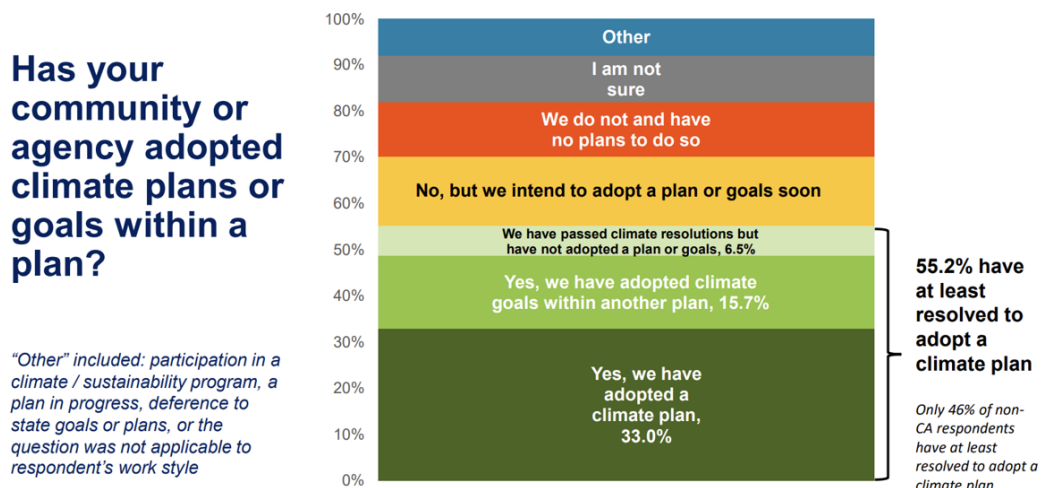 Has your
community or
agency adopted
climate plans or
goals within a
plan?
"Other" included: participation in a
climate / sustainability program, a
plan in progress, deference to
state goals or plans, or the
question was not applicable to
respondent's work style
100%
90%
80%
70%
60%
50%
40%
30%
20%
10%
0%
Other
I am not
sure
We do not and have
no plans to do so
No, but we intend to adopt a plan or goals soon
We have passed climate resolutions but
have not adopted a plan or goals, 6.5%
Yes, we have adopted climate
goals within another plan, 15.7%
Yes, we have
adopted a
climate plan,
33.0%
55.2% have
at least
resolved to
adopt a
climate plan
Only 46% of non-
CA respondents
have at least
resolved to adopt a
climate plan